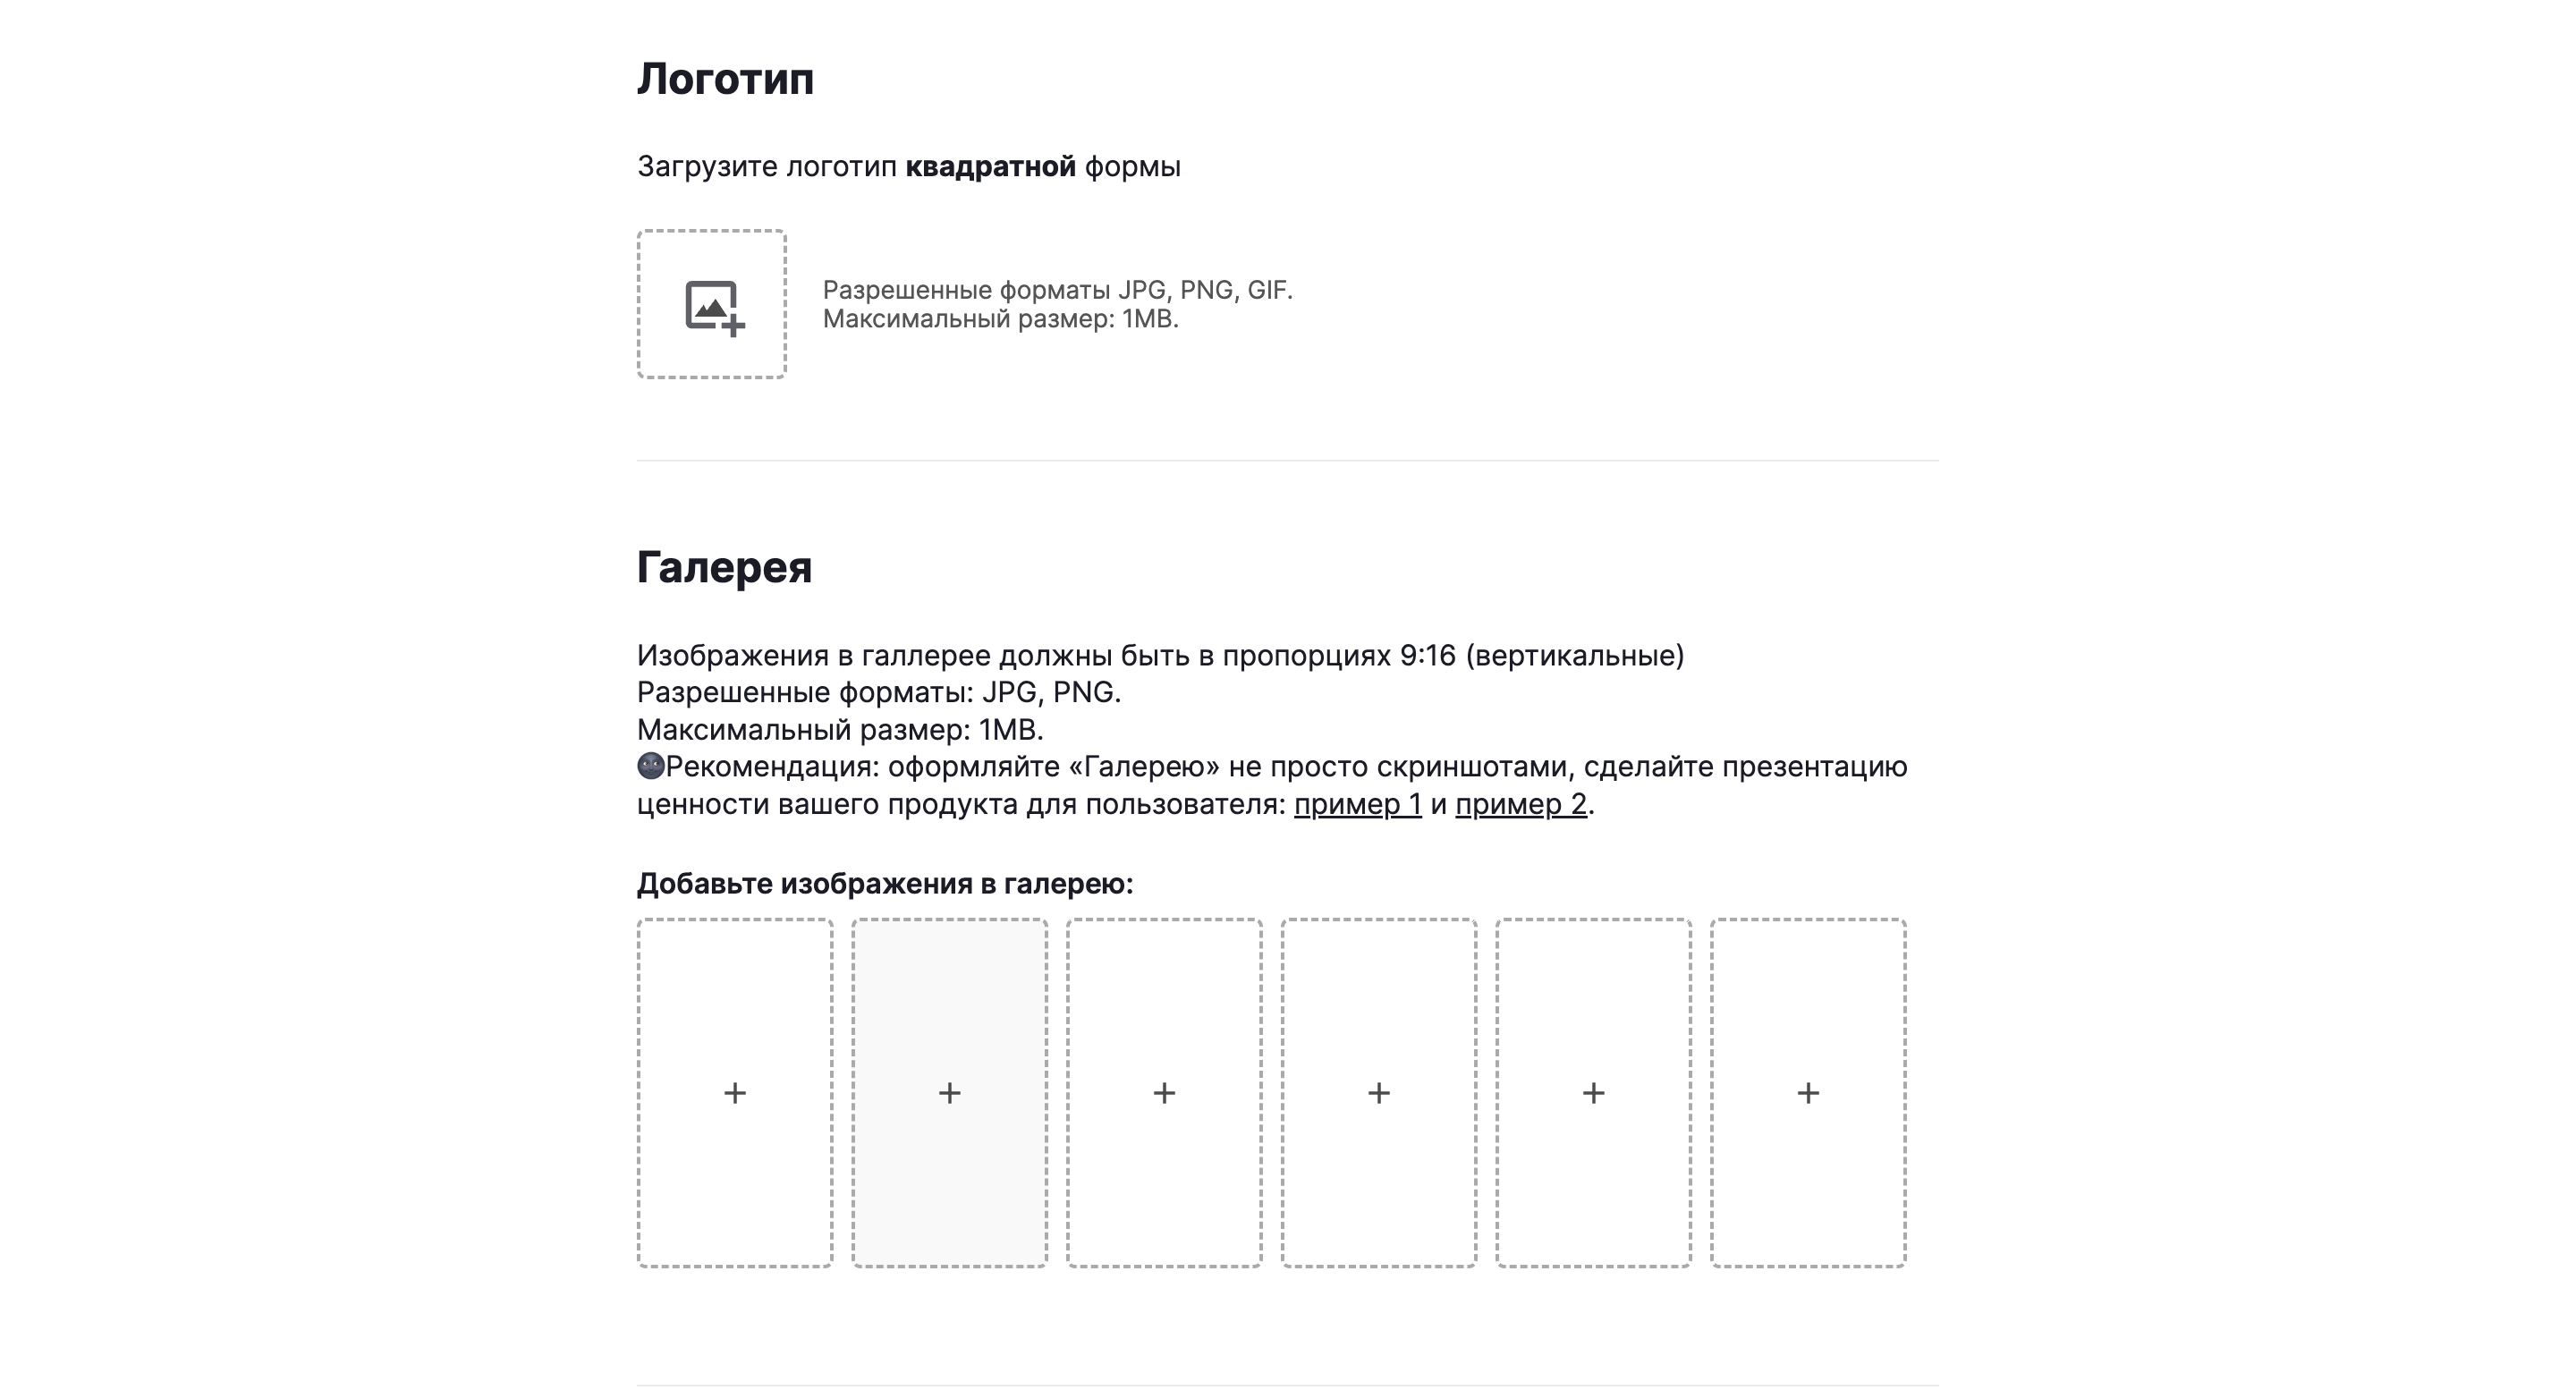 Логотип
Загрузите логотип квадратной формы
Разрешенные форматы JPG, PNG, GIF.
Максимальный размер: 1MB.
Галерея
Изображения в галлерее должны быть в пропорциях 9:16 (вертикальные)
Разрешенные форматы: JPG, PNG.
Максимальный размер: 1MB.
🌚Рекомендация: оформляйте «Галерею» не просто скриншотами, сделайте презентацию
ценности вашего продукта для пользователя: пример 1 и пример 2.
Добавьте изображения в галерею: